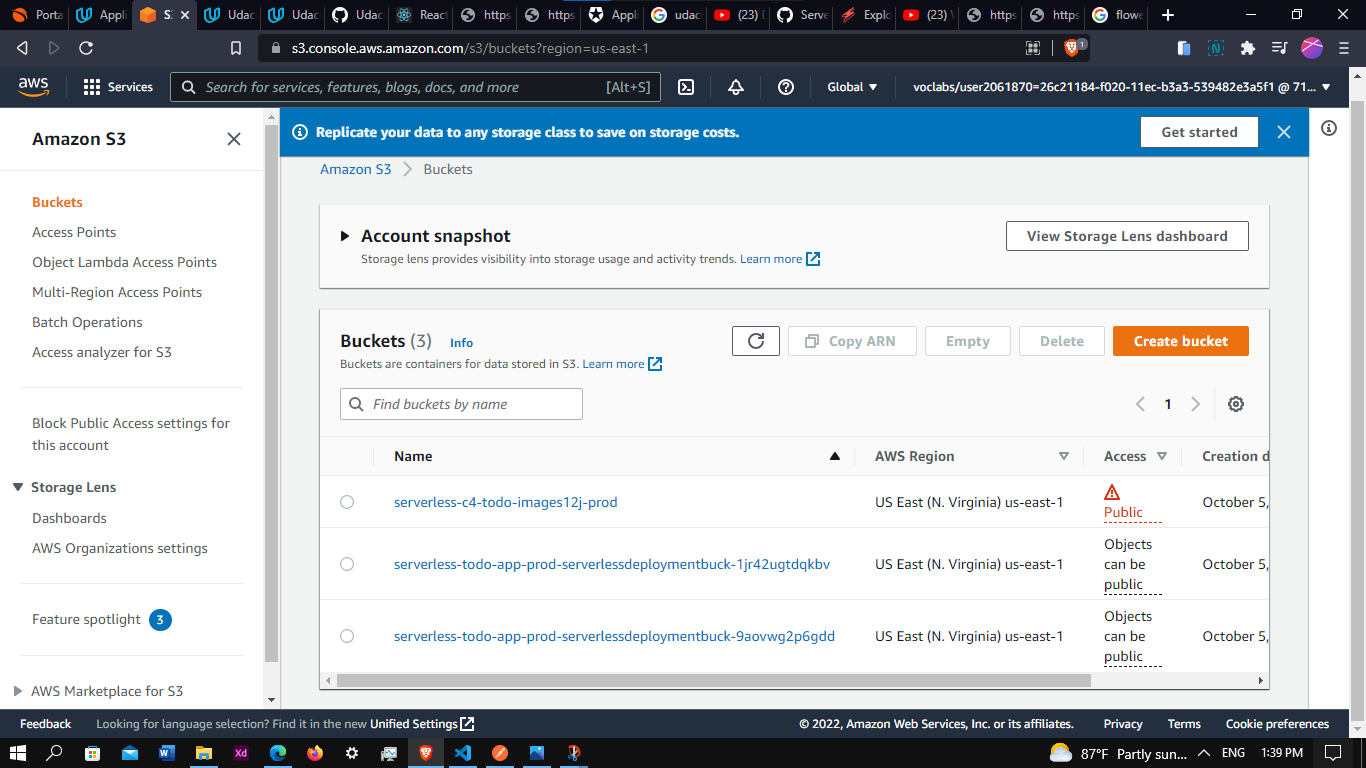 Porta
Appli
S3
Udac
Udac
Udac
React
https
https
Appli
udac
(23)
Serve
Explo
(23)
https
https
flowe
s3.console.aws.amazon.com/s3/buckets?region=us-east-1
1
aws
Services
Search for services, features, blogs, docs, and more
[Alt+S]
Global
voclabs/user2061870=26c21184-f020-11ec-b3a3-539482e3a5f1 @ 71...
Amazon S3
Buckets
Access Points
Object Lambda Access Points
Multi-Region Access Points
Batch Operations
Access analyzer for S3
Block Public Access settings for
this account
Storage Lens
Dashboards
AWS Organizations settings
Feature spotlight 3
AWS Marketplace for S3
Replicate your data to any storage class to save on storage costs.
Get started
Amazon S3
Buckets
Account snapshot
Storage lens provides visibility into storage usage and activity trends. Learn more
View Storage Lens dashboard
Buckets (3) Info
Buckets are containers for data stored in S3. Learn more
Copy ARN
Empty
Delete
Create bucket
Find buckets by name
1
Name
AWS Region
Access
Creation d
serverless-c4-todo-images12j-prod
US East (N. Virginia) us-east-1
Public
October 5,
serverless-todo-app-prod-serverlessdeploymentbuck-1jr42ugtdqkbv
US East (N. Virginia) us-east-1
Objects
can be
public
October 5,
serverless-todo-app-prod-serverlessdeploymentbuck-9aovwg2p6gdd
US East (N. Virginia) us-east-1
Objects
can be
public
October 5,
Feedback
Looking for language selection? Find it in the new Unified Settings
© 2022, Amazon Web Services, Inc. or its affiliates.
Privacy
Terms
Cookie preferences
87°F Partly sun...
ENG
1:39 PM